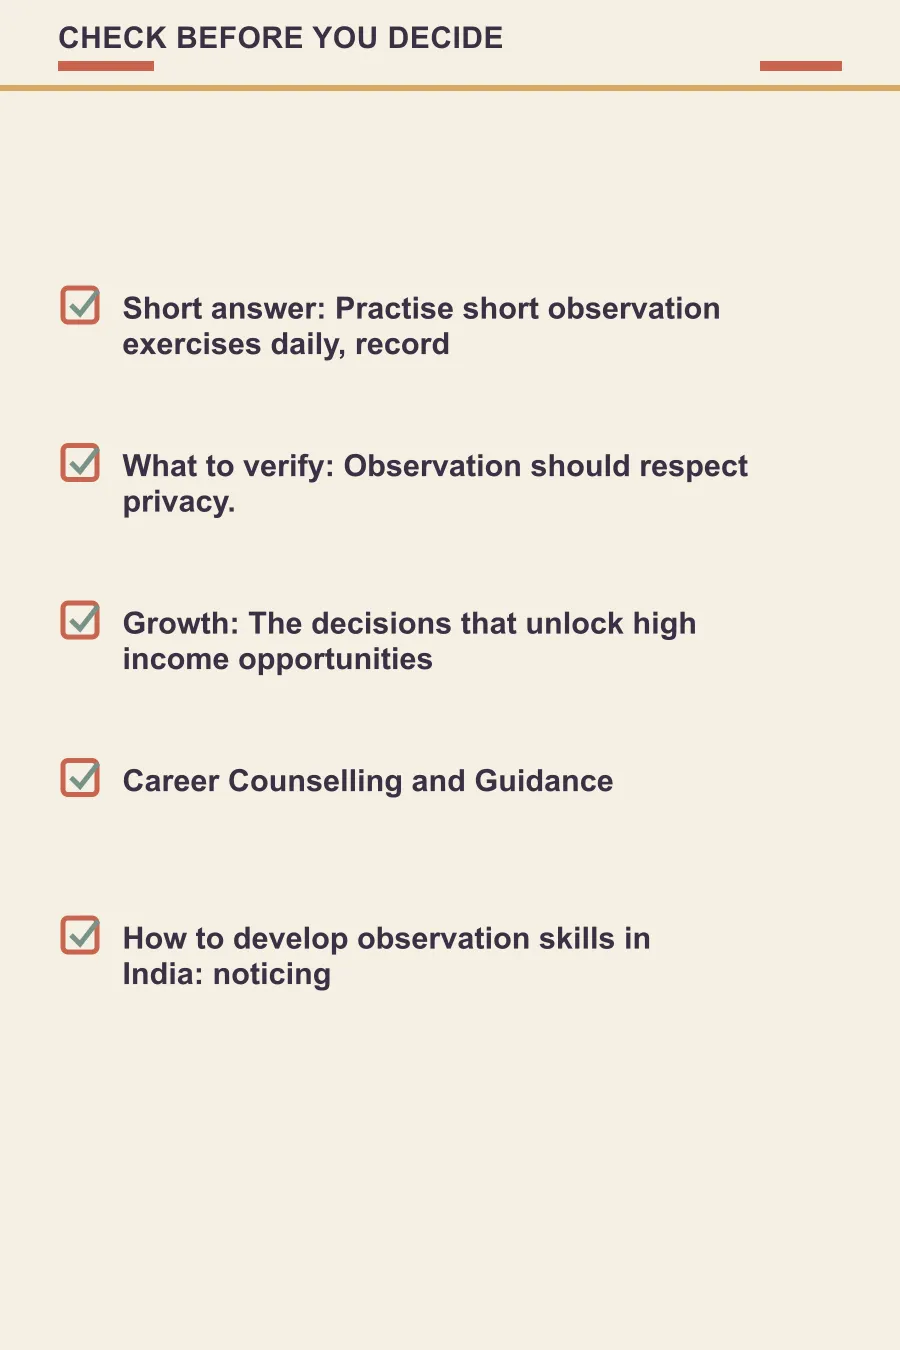 CHECK BEFORE YOU DECIDE
Short answer: Practise short observation
exercises daily, record
What to verify: Observation should respect
privacy.
Growth: The decisions that unlock high
income opportunities
Career Counselling and Guidance
How to develop observation skills in
India: noticing